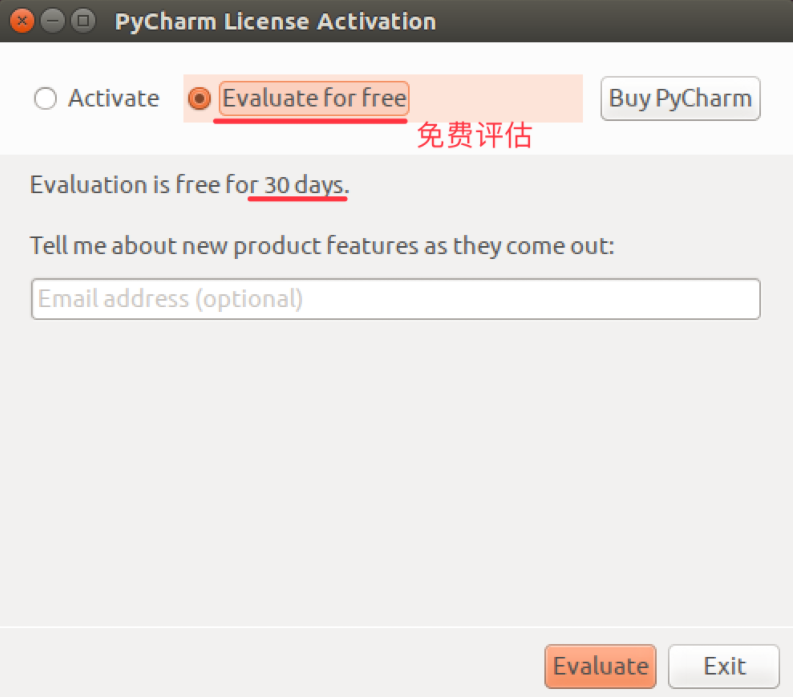 PyCharm License Activation
Activate Evaluate for free Buy PyCharm
免费评估
Evaluation is free for 30 days.
Tell me about new product features as they come out:
Email address (optional)
Evaluate Exit